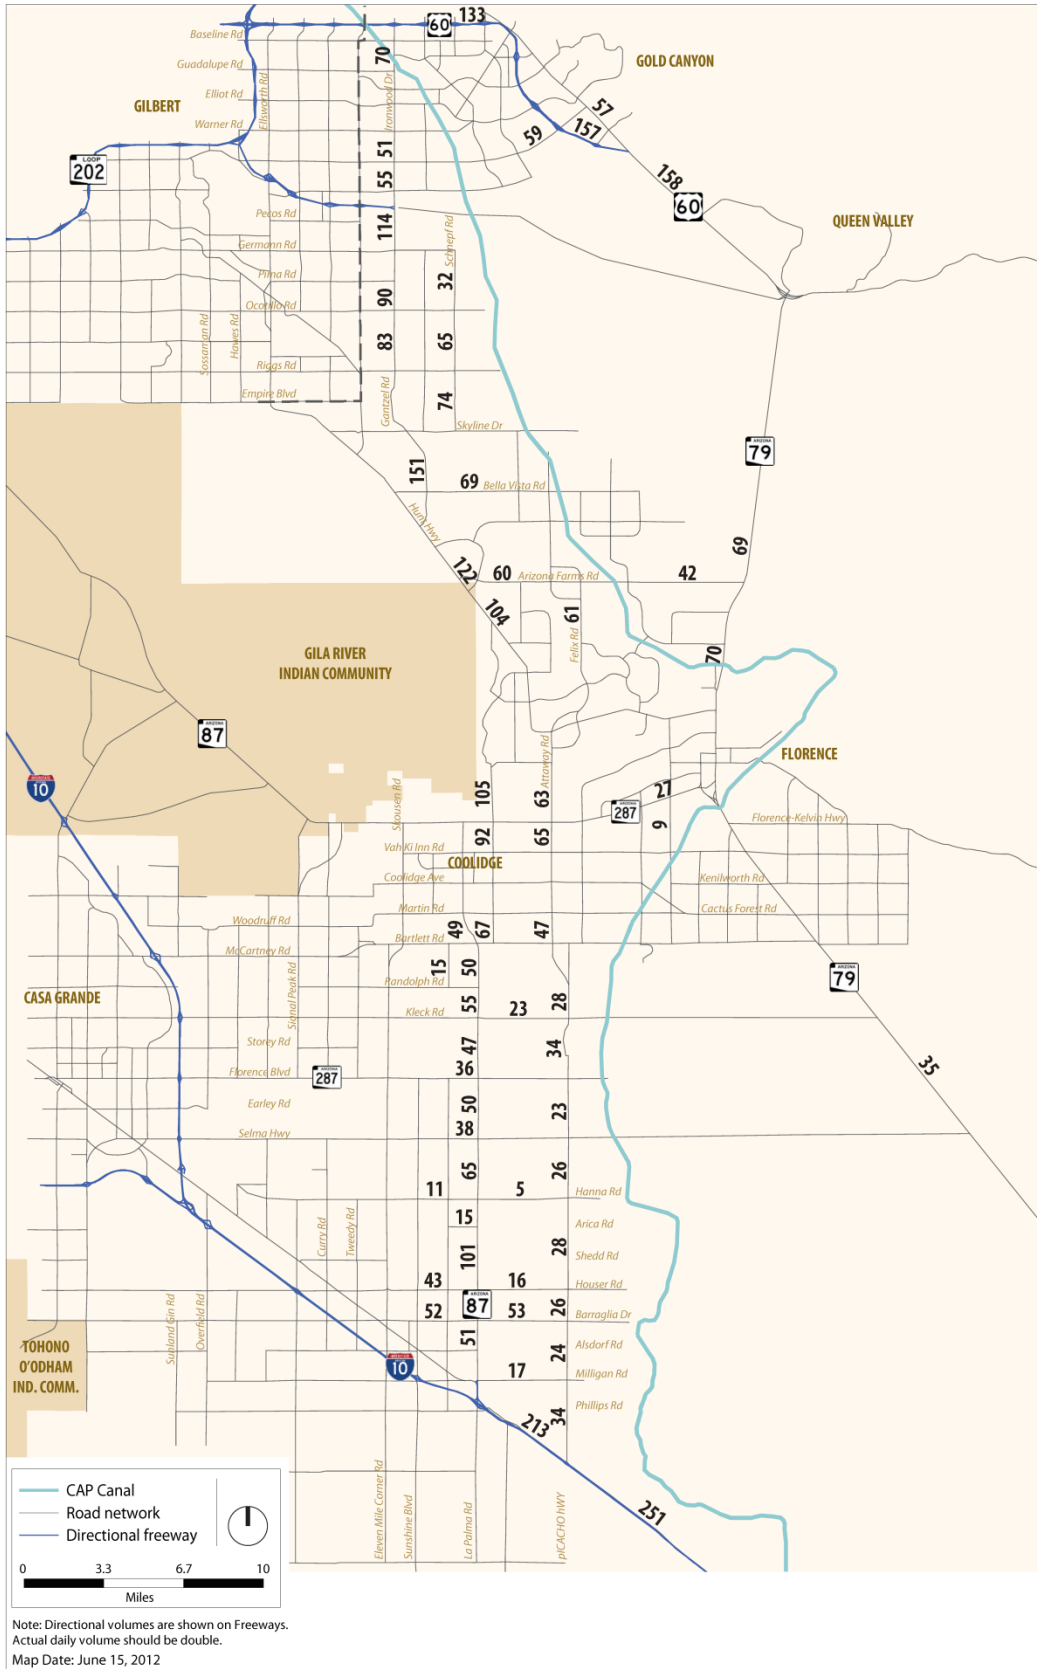 133
60
Baseline Rd
70
Guadalupe Rd
GOLD CANYON
Ellsworth Rd
Ironwood Dr
Elliot Rd
GILBERT
57
Warner Rd
157
59
51
LOOP
202
158
55
60
Pecos Rd
114
QUEEN VALLEY
Schnepf Rd
Germann Rd
Pima Rd
32
90
Ocotillo Rd
Sossaman Rd
Hawes Rd
83
65
Riggs Rd
Gantzel Rd
Empire Blvd
74
Skyline Dr
ARIZONA
79
151
69
Bella Vista Rd
Hunt Hwy
69
122
60
Arizona Farms Rd
42
104
61
Felix Rd
GILA RIVER
INDIAN COMMUNITY
70
ARIZONA
87
Attaway Rd
FLORENCE
INTERSTATE
10
Skousen Rd
105
63
27
ARIZONA
287
9
Florence-Kelvin Hwy
92
65
Vah Ki Inn Rd
COOLIDGE
Coolidge Ave
Kenilworth Rd
Martin Rd
Cactus Forest Rd
Woodruff Rd
49
67
47
Bartlett Rd
McCartney Rd
15
50
Signal Peak Rd
Randolph Rd
ARIZONA
79
CASA GRANDE
55
23
28
Kleck Rd
Storey Rd
47
34
36
Florence Blvd
ARIZONA
287
35
Earley Rd
50
23
38
Selma Hwy
65
26
11
5
Hanna Rd
15
Arica Rd
Curry Rd
Tweedy Rd
101
28
Shedd Rd
43
16
Houser Rd
Sunland Gin Rd
Overfield Rd
ARIZONA
87
52
53
26
Barraglia Dr
51
TOHONO
O'ODHAM
IND. COMM.
24
Alsdorf Rd
INTERSTATE
10
17
Milligan Rd
34
Phillips Rd
213
Eleven Mile Corner Rd
Sunshine Blvd
La Palma Rd
pICACHO hWY
251
CAP Canal
Road network
Directional freeway
0 3.3 6.7 10
Miles
Note: Directional volumes are shown on Freeways.
Actual daily volume should be double.
Map Date: June 15, 2012